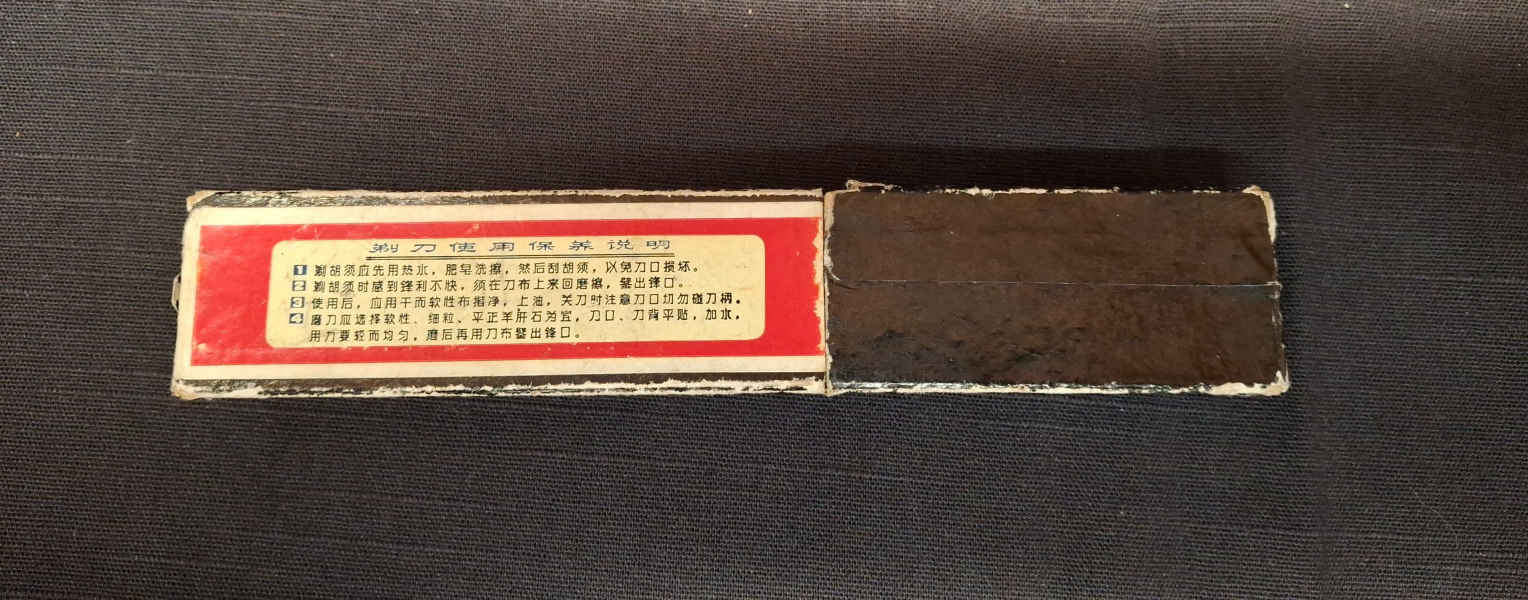 剃刀使用保养说明
1 剃胡须应先用热水，肥皂洗擦，然后刮胡须，以免刀口损坏。
2 剃胡须时感到锋利不快，须在刀布上来回磨擦，鐾出锋口。
3 使用后，应用干而软性布揩净，上油，关刀时注意刀口切勿碰刀柄。
4 磨刀应选择软性、细粒、平正羊肝石为宜，刀口、刀背平贴，加水，
用力要轻而均匀，磨后再用刀布鐾出锋口。